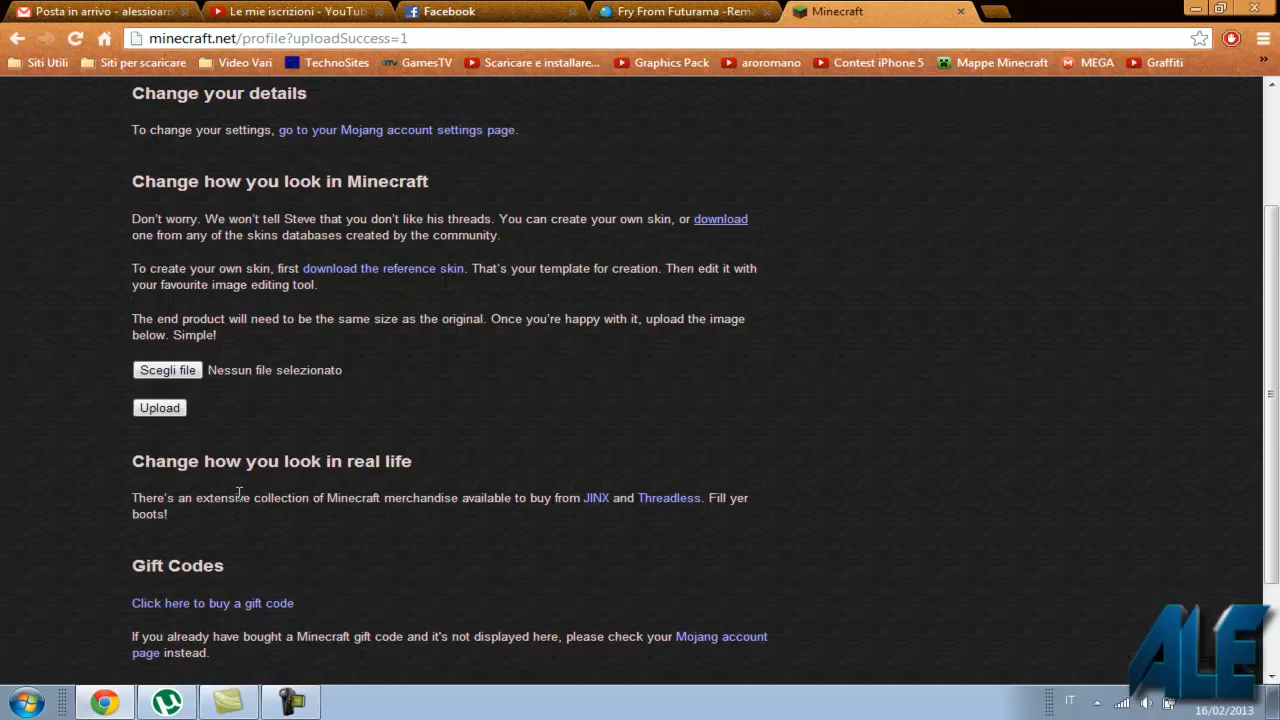 Posta in arrivo - alessioarn
Le mie iscrizioni - YouTub
Facebook
Fry From Futurama -Rem
Minecraft
minecraft.net/profile?uploadSuccess=1
Siti Utili
Siti per scaricare
Video Vari
TechnoSites
GamesTV
Scaricare e installare...
Graphics Pack
aroromano
Contest iPhone 5
Mappe Minecraft
MEGA
Graffiti
Change your details
To change your settings, go to your Mojang account settings page.
Change how you look in Minecraft
Don't worry. We won't tell Steve that you don't like his threads. You can create your own skin, or download
one from any of the skins databases created by the community.
To create your own skin, first download the reference skin. That's your template for creation. Then edit it with
your favourite image editing tool.
The end product will need to be the same size as the original. Once you're happy with it, upload the image
below. Simple!
Scegli file Nessun file selezionato
Upload
Change how you look in real life
There's an extensive collection of Minecraft merchandise available to buy from JINX and Threadless. Fill yer
boots!
Gift Codes
Click here to buy a gift code
If you already have bought a Minecraft gift code and it's not displayed here, please check your Mojang account
page instead.
ALE
IT
16/02/2013